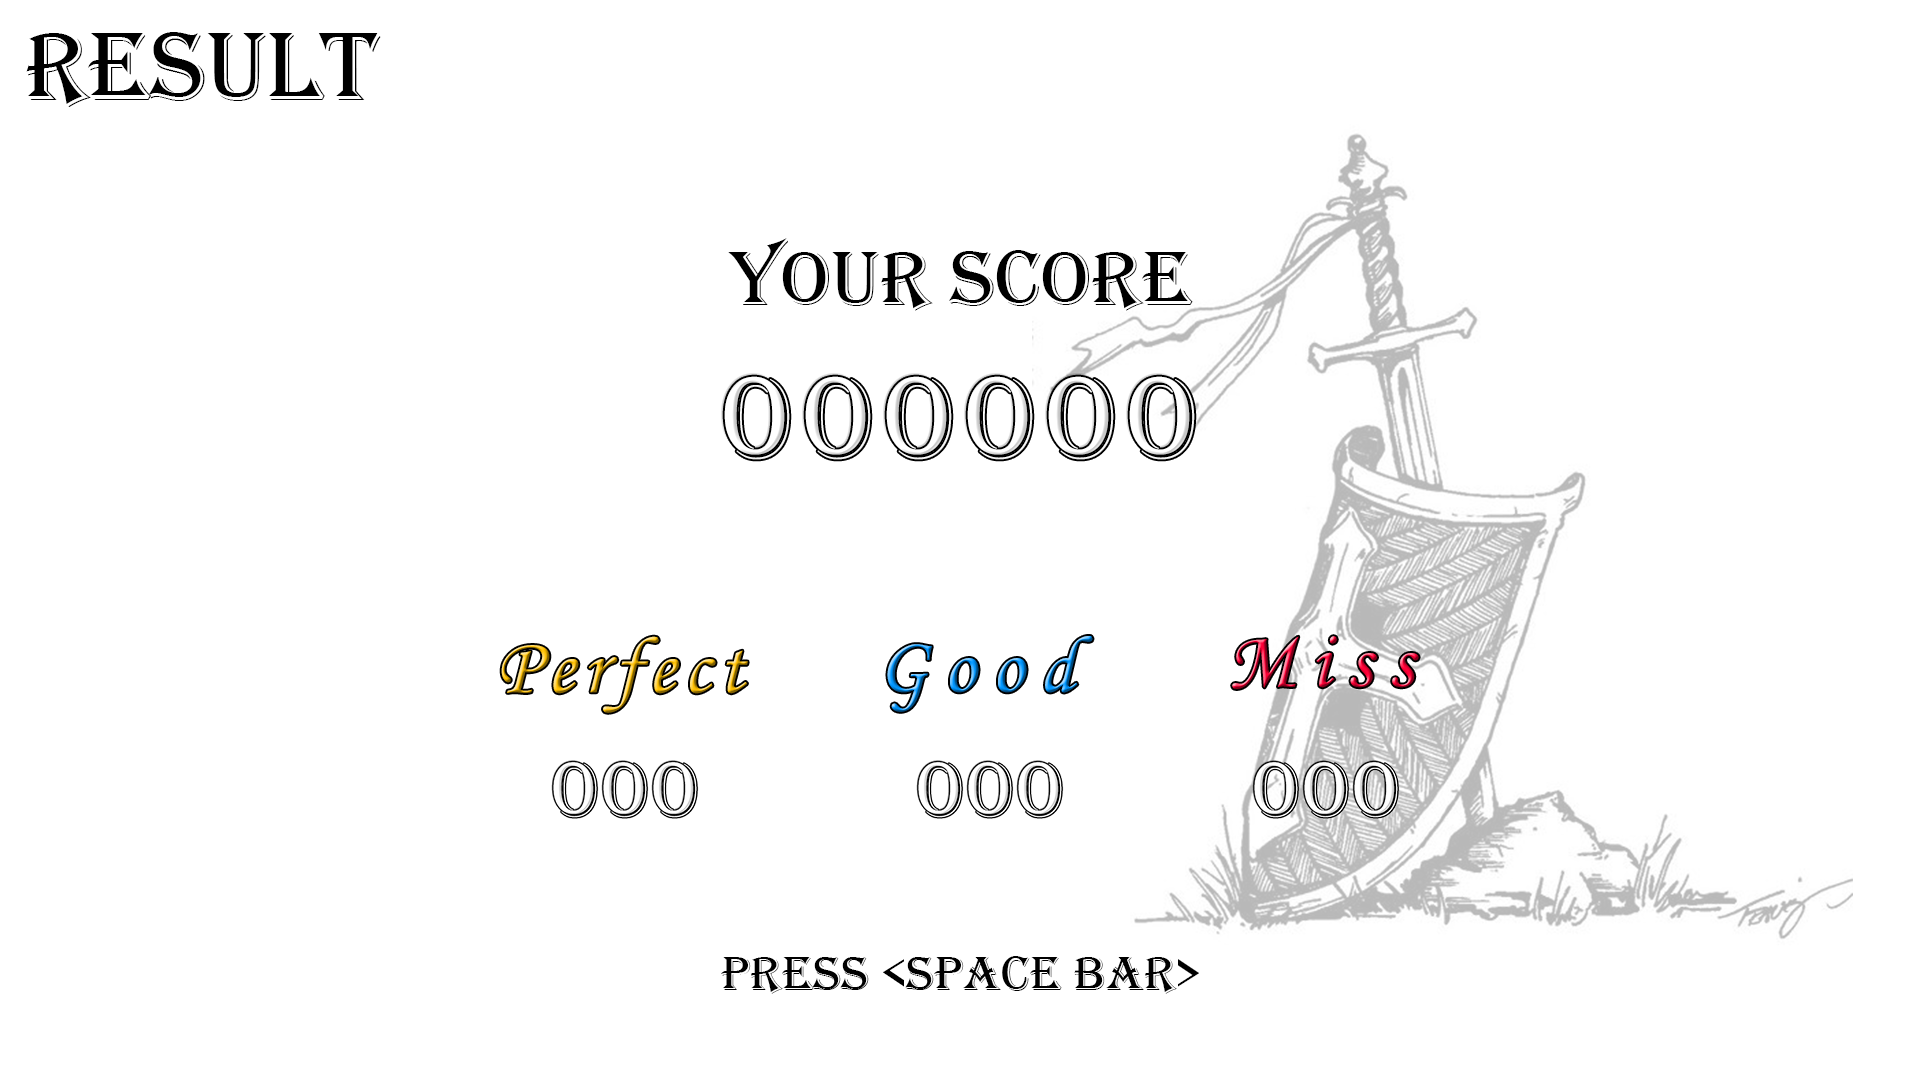 RESULT
YOUR SCORE
000000
Perfect Good Miss
000 000 000
PRESS <SPACE BAR>